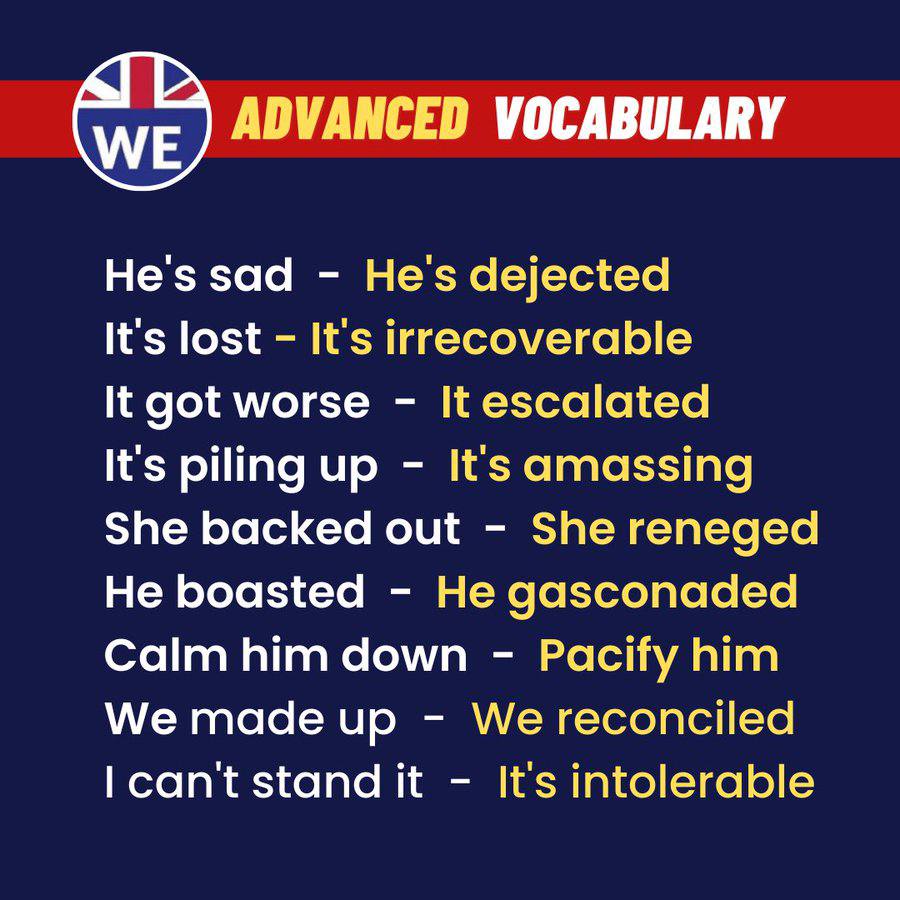 WE
ADVANCED VOCABULARY
He's sad - He's dejected
It's lost - It's irrecoverable
It got worse - It escalated
It's piling up - It's amassing
She backed out - She reneged
He boasted - He gasconaded
Calm him down - Pacify him
We made up - We reconciled
I can't stand it - It's intolerable